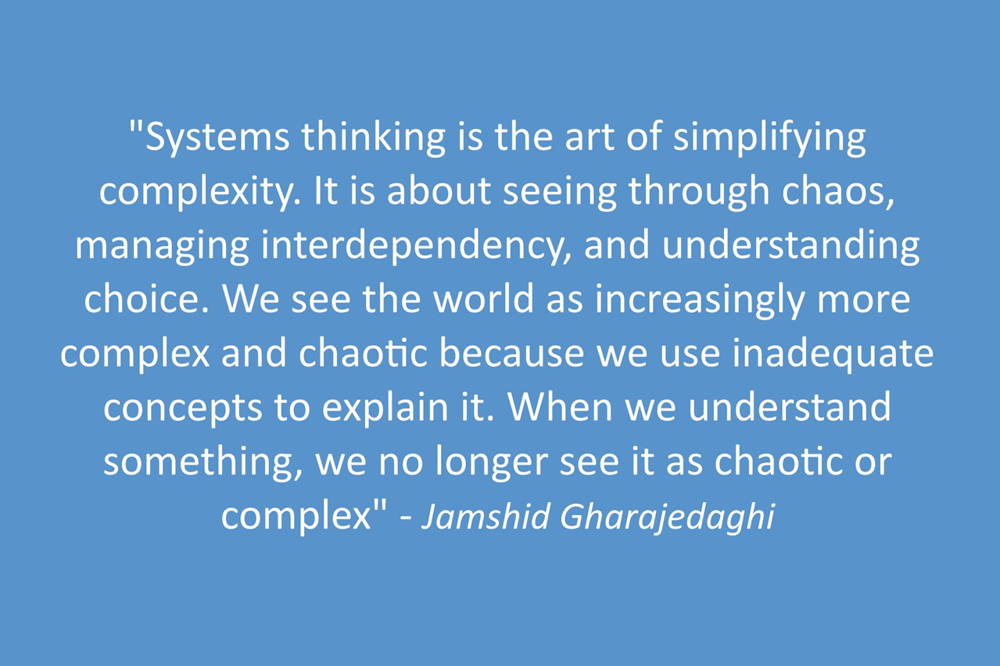 "Systems thinking is the art of simplifying
complexity. It is about seeing through chaos,
managing interdependency, and understanding
choice. We see the world as increasingly more
complex and chaotic because we use inadequate
concepts to explain it. When we understand
something, we no longer see it as chaotic or
complex" - Jamshid Gharajedaghi